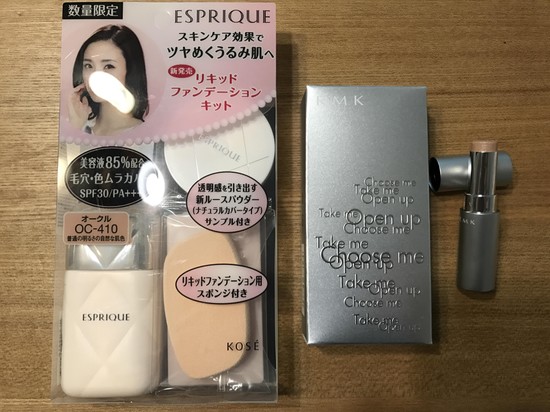 数量限定
ESPRIQUE
スキンケア効果で
ツヤめくうるみ肌へ
新発売
リキッド
ファンデーション
キット
美容液85%配合
毛穴・色ムラカバ
SPF30/PA+++
ESPRIQUE
透明感を引き出す
新ルースパウダー
(ナチュラルカバータイプ)
サンプル付き
オークル
OC-410
普通の明るさの自然な肌色
リキッドファンデーション用
スポンジ付き
ESPRIQUE
KOSÉ
RMK
Choose me
Take me
Open up
Choose me
Take me
Choose me
Open up
Take me
Open up
Choose me
Take me
Open up